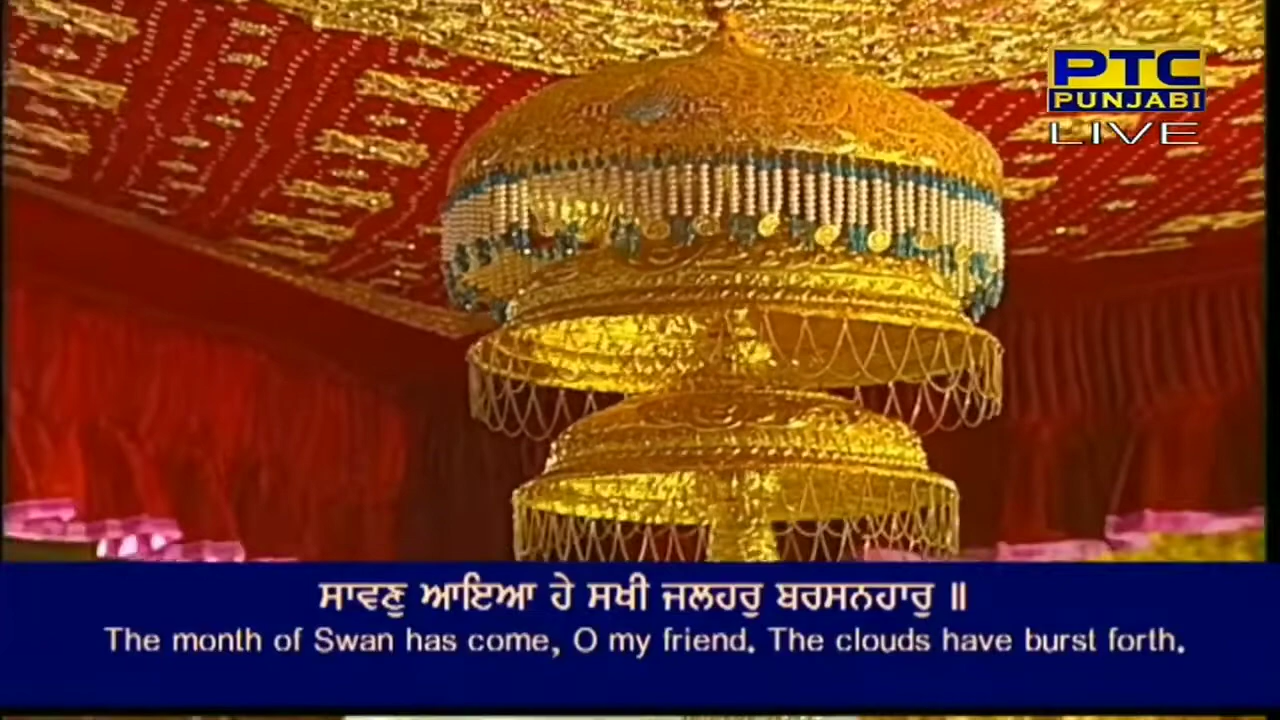 PTC
PUNJABI
LIVE
ਸਾਵਣੁ ਆਇਆ ਹੇ ਸਖੀ ਜਲਹਰੁ ਬਰਸਨਹਾਰੁ ॥
The month of Swan has come, O my friend. The clouds have burst forth.